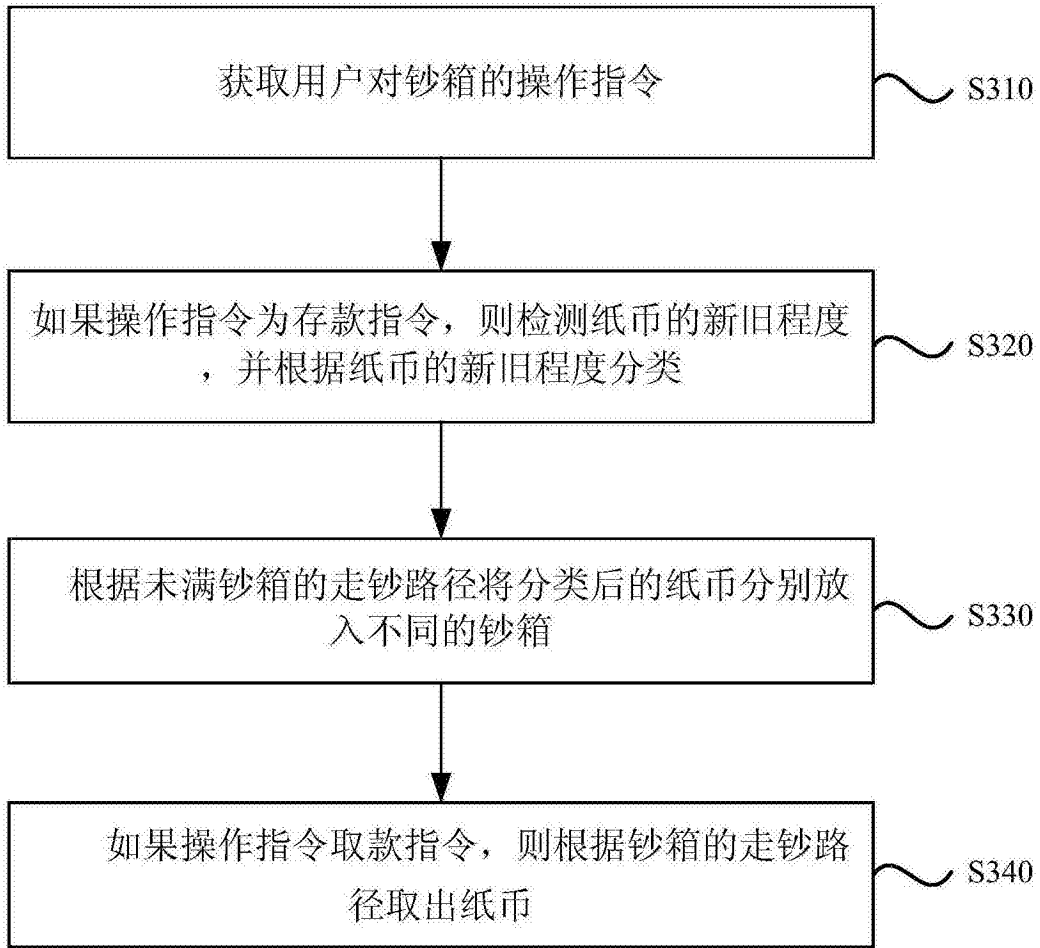 获取用户对钞箱的操作指令
S310
如果操作指令为存款指令，则检测纸币的新旧程度
，并根据纸币的新旧程度分类
S320
根据未满钞箱的走钞路径将分类后的纸币分别放
入不同的钞箱
S330
如果操作指令取款指令，则根据钞箱的走钞路
径取出纸币
S340